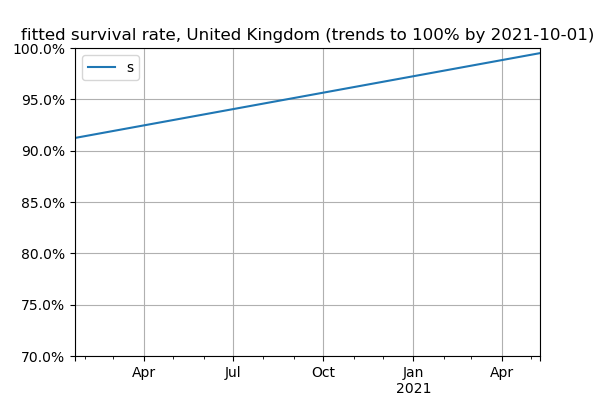 fitted survival rate, United Kingdom (trends to 100% by 2021-10-01)
100.0%
s
95.0%
90.0%
85.0%
80.0%
75.0%
70.0%
Apr Jul Oct Jan Apr
2021